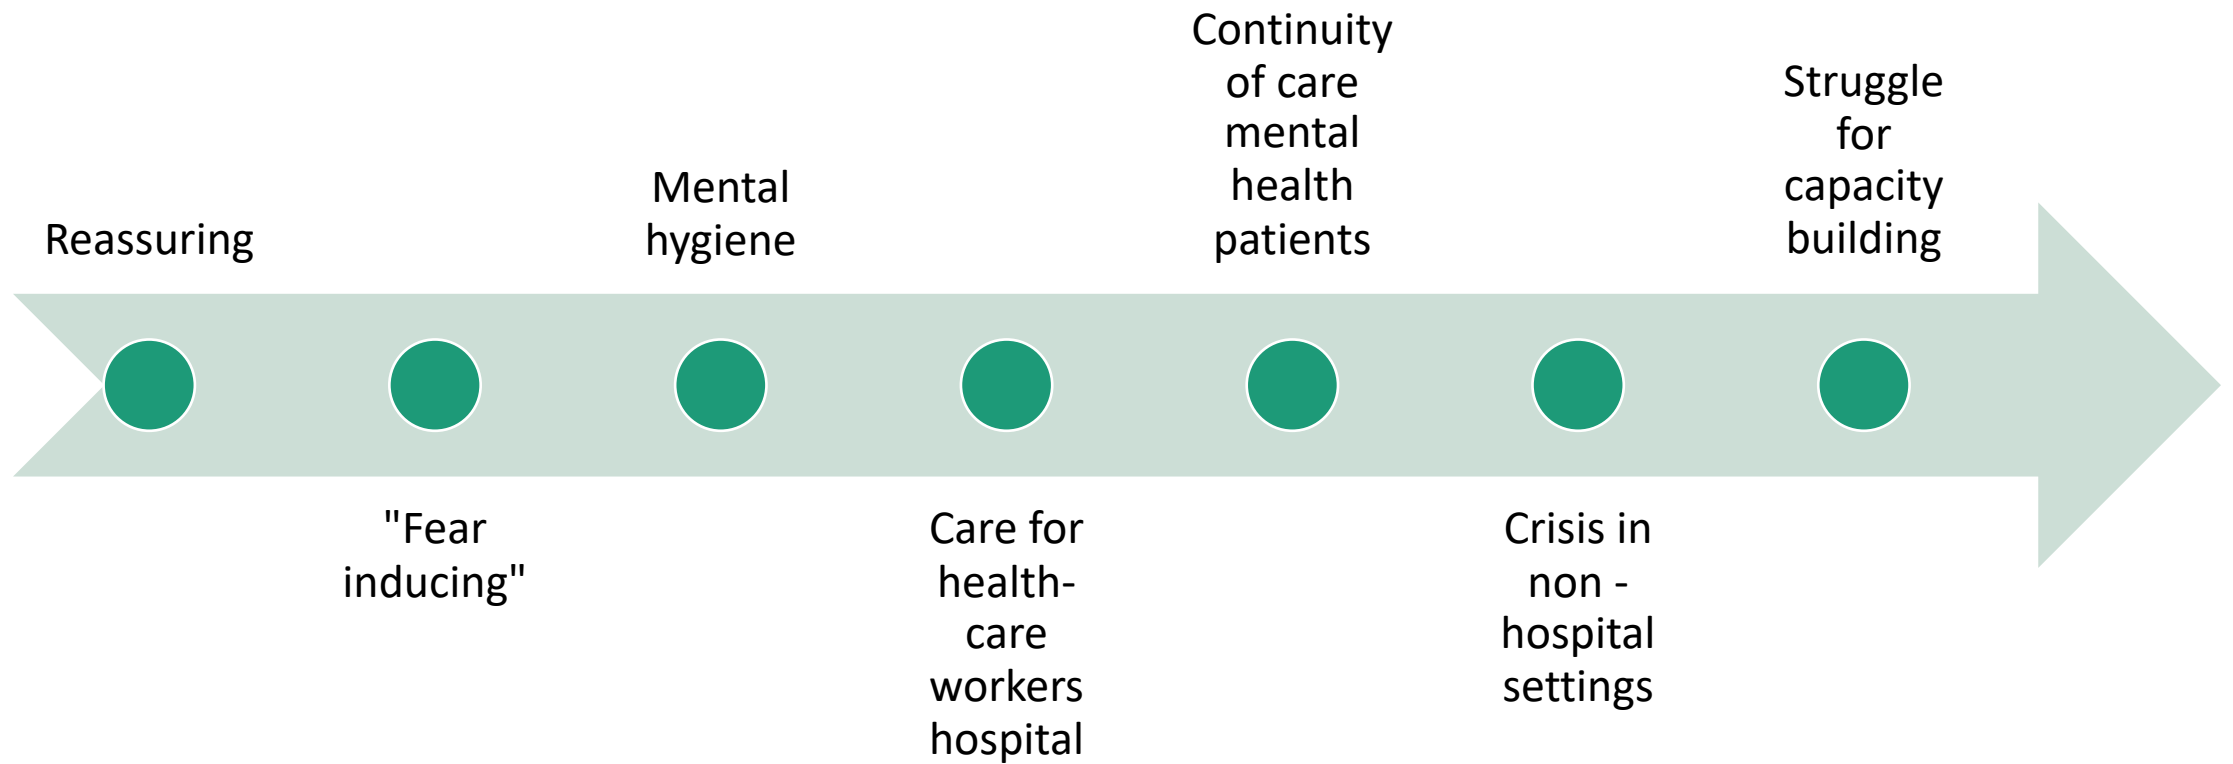 Reassuring
"Fear
inducing"
Mental
hygiene
Care for
health-
care
workers
hospital
Continuity
of care
mental
health
patients
Crisis in
non -
hospital
settings
Struggle
for
capacity
building